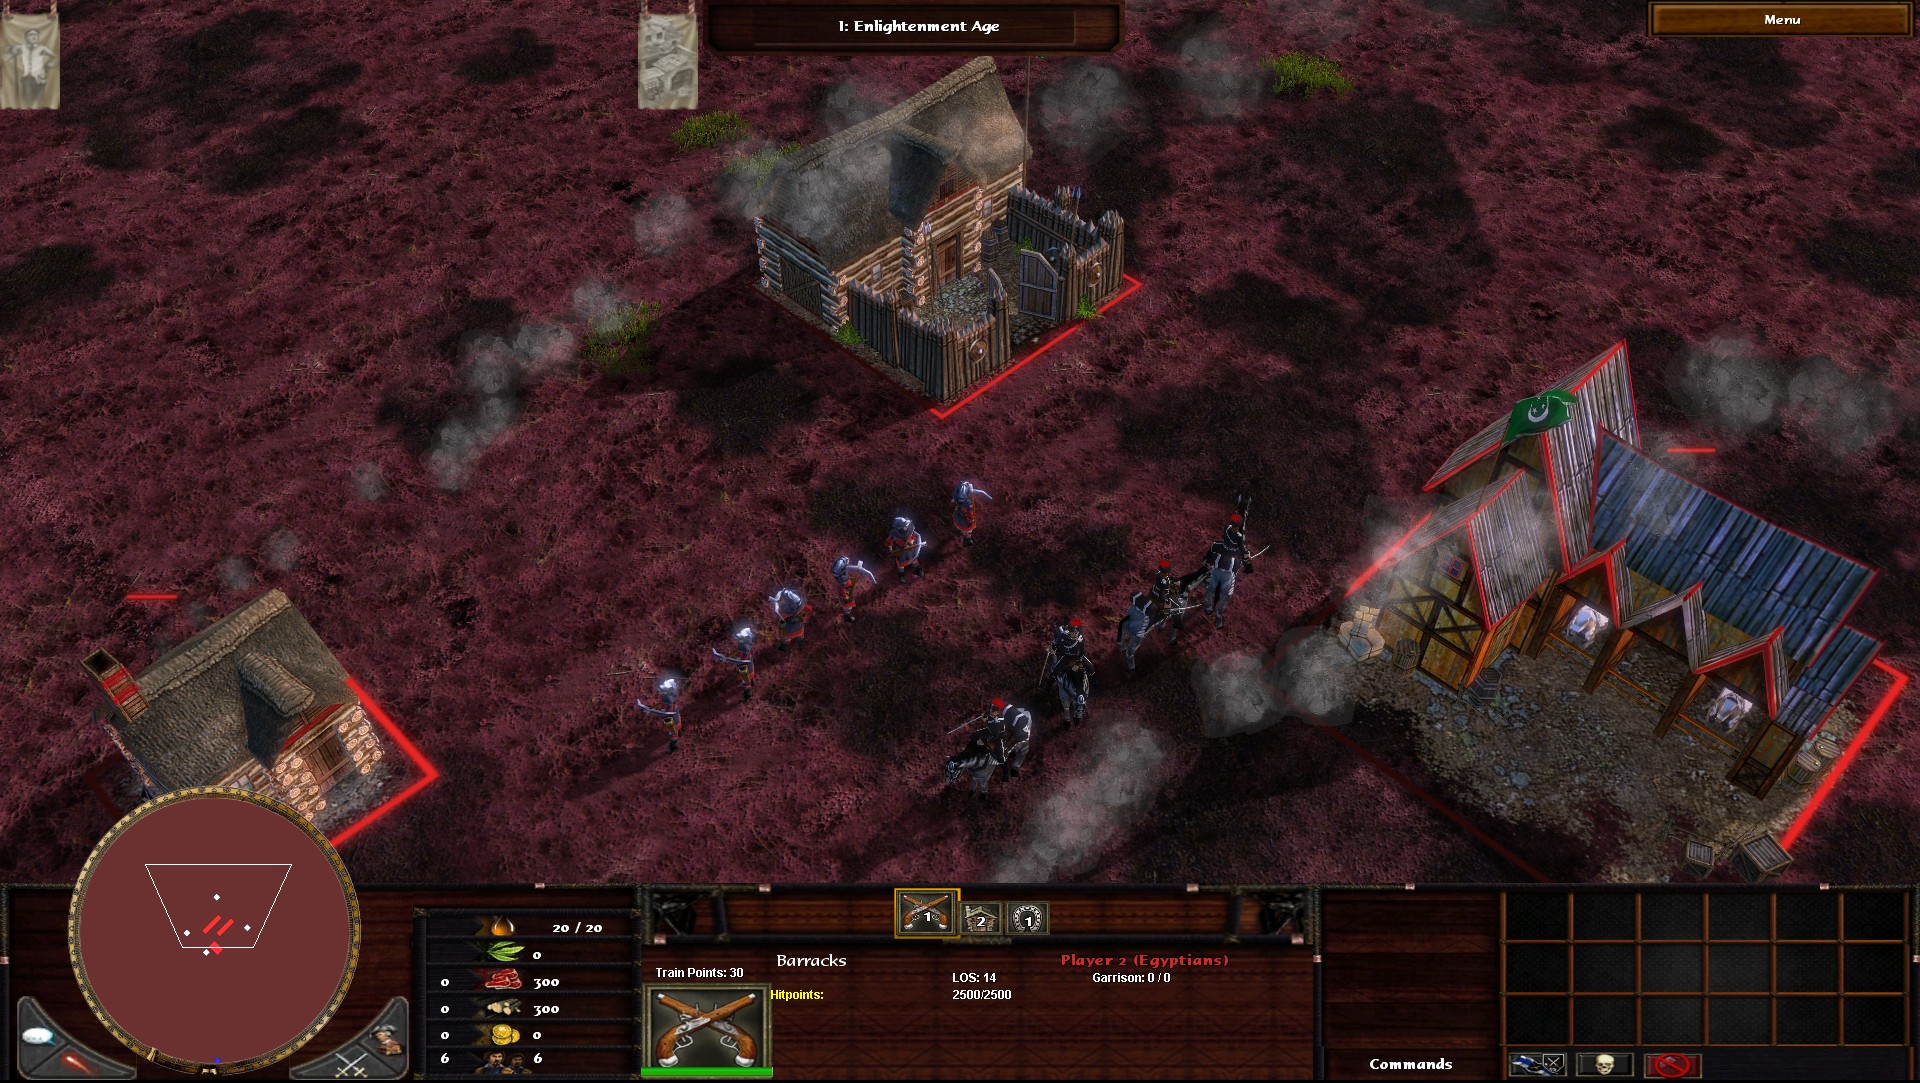 1: Enlightenment Age
Menu
20 / 20
0
0 300
0 300
0 0
6 6
1 2 1
Train Points: 30
Barracks
Hitpoints:
LOS: 14
2500/2500
Player 2 (Egyptians)
Garrison: 0 / 0
Commands